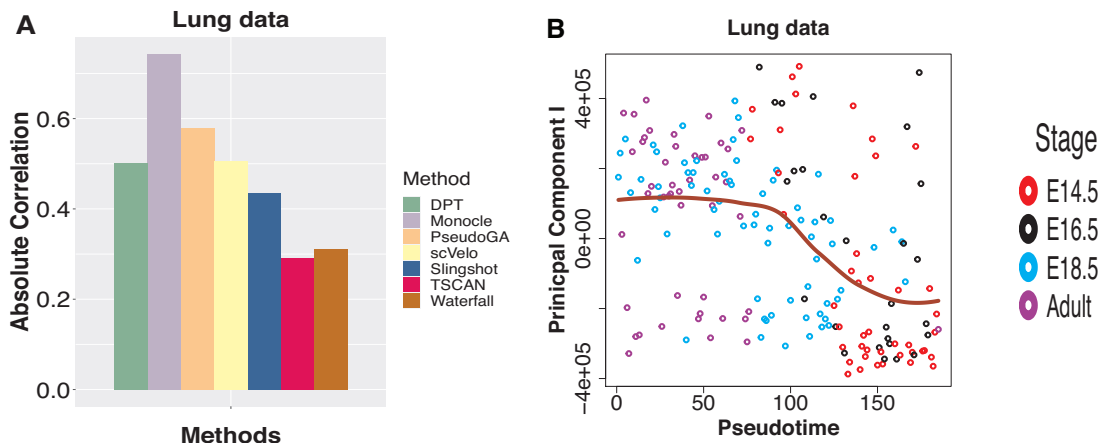 A
Lung data
Absolute Correlation
0.6
0.4
0.2
0.0
Methods
Method
DPT
Monocle
PseudoGA
scVelo
Slingshot
TSCAN
Waterfall
B
Lung data
Prinicpal Component I
4e+05
0e+00
−4e+05
0
50
100
150
Pseudotime
Stage
E14.5
E16.5
E18.5
Adult